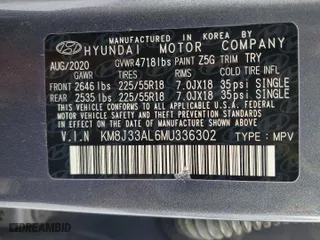 MANUFACTURED IN KOREA BY
HYUNDAI MOTOR COMPANY
AUG/2020 GVWR 4718 lbs PAINT Z5G TRIM TRY
GAWR TIRES RIMS COLD TIRE INF
FRONT 2646 lbs 225/55R18 7.0JX18 35psi SINGLE
REAR 2535 lbs 225/55R18 7.0JX18 35psi SINGLE
THIS VEHICLE CONFORMS TO ALL APPLICABLE
U.S. FEDERAL MOTOR VEHICLE SAFETY, BUMPER, AND
THEFT PREVENTION STANDARDS IN EFFECT ON THE
DATE OF MANUFACTURE SHOWN ABOVE.
V.I.N KM8J33AL6MU336302 TYPE: MPV
DREAMBID